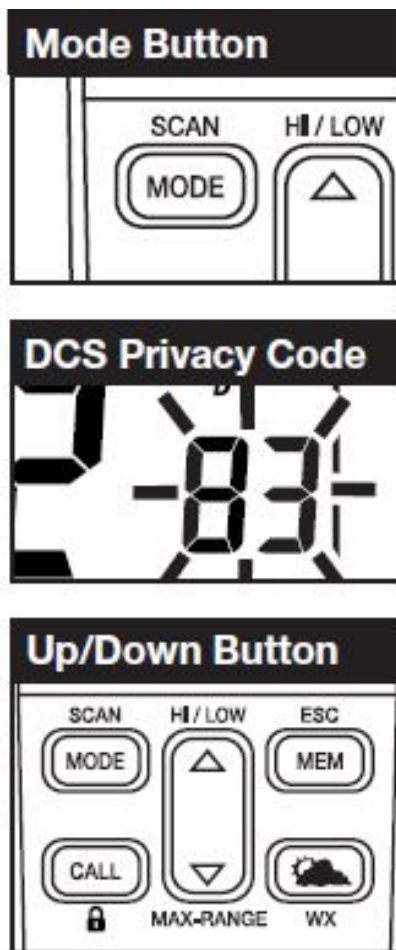 Mode Button
SCAN HI / LOW
MODE
DCS Privacy Code
D
2 83
Up/Down Button
SCAN HI / LOW ESC
MODE MEM
CALL
MAX-RANGE WX